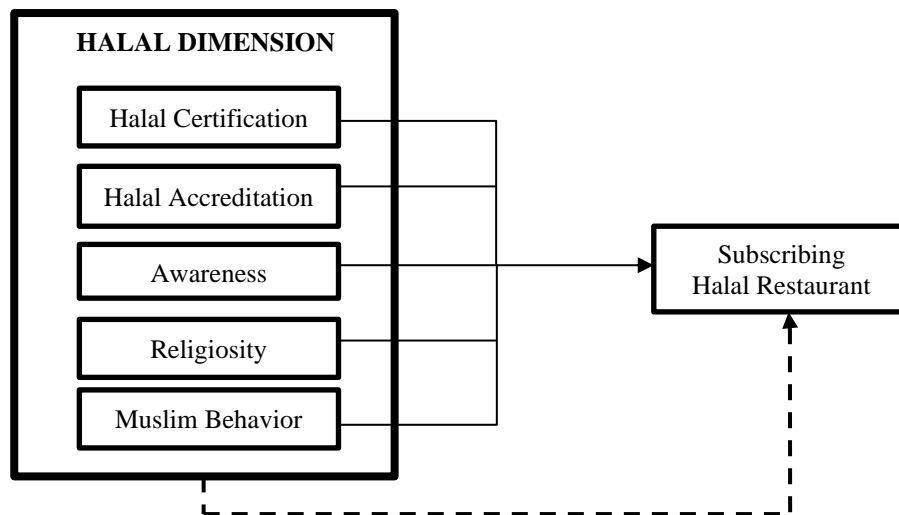 HALAL DIMENSION
Halal Certification
Halal Accreditation
Awareness
Religiosity
Muslim Behavior
Subscribing
Halal Restaurant